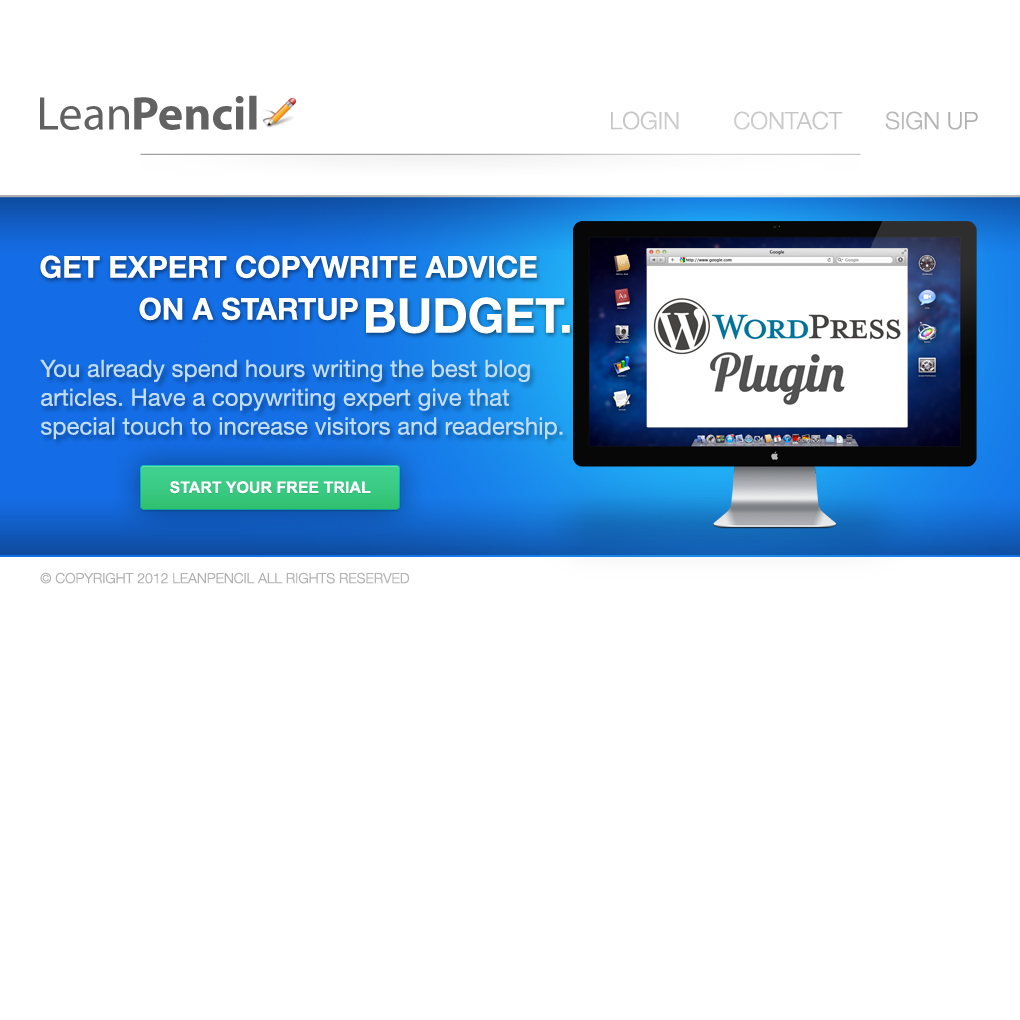 LeanPencil
LOGIN CONTACT SIGN UP
GET EXPERT COPYWRITE ADVICE
ON A STARTUP BUDGET.
You already spend hours writing the best blog
articles. Have a copywriting expert give that
special touch to increase visitors and readership.
START YOUR FREE TRIAL
Google
http://www.google.com
Google
WORDPRESS
Plugin
© COPYRIGHT 2012 LEANPENCIL ALL RIGHTS RESERVED